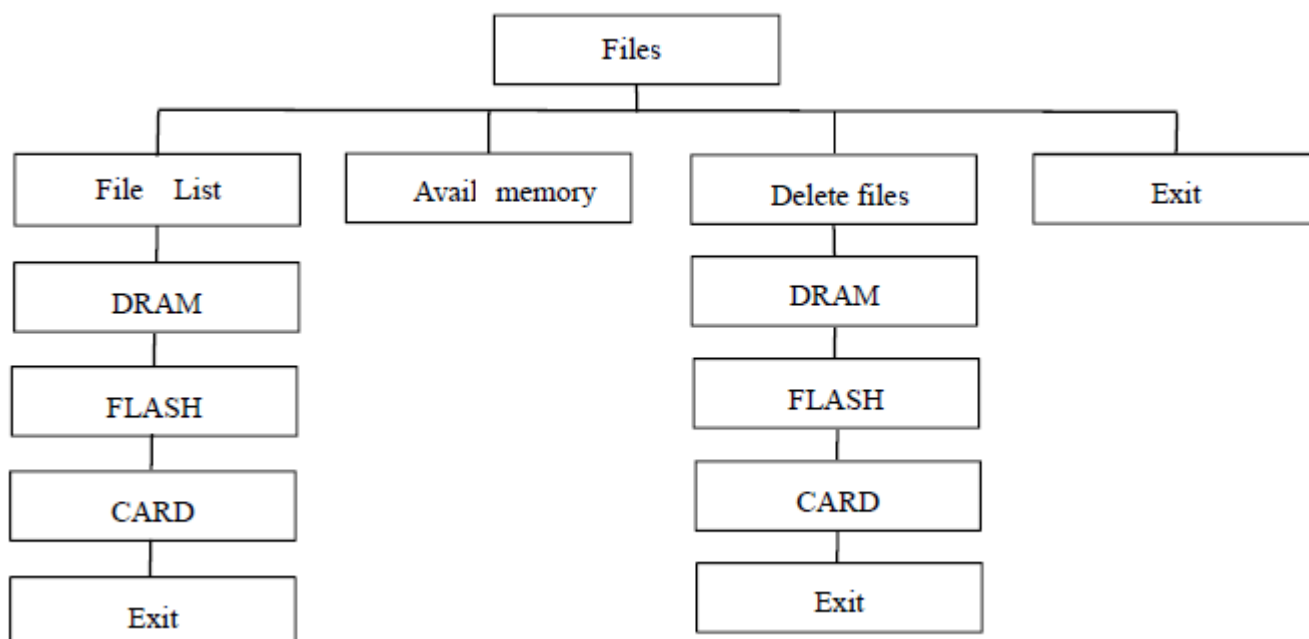 Files
File List
Avail memory
Delete files
Exit
DRAM
DRAM
FLASH
FLASH
CARD
CARD
Exit
Exit